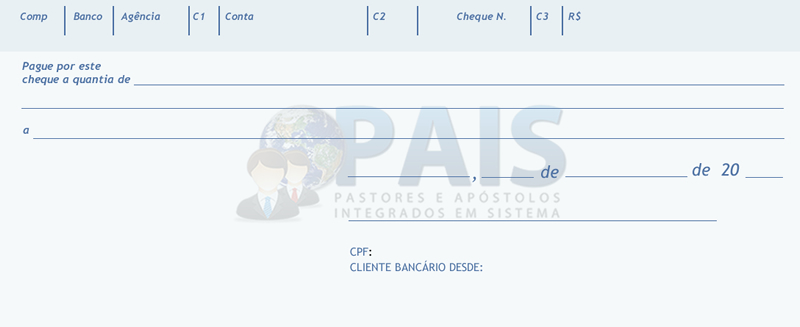 Comp Banco Agência C1 Conta C2 Cheque N. C3 R$
Pague por este
cheque a quantia de
a
, de de 20
PAIS
PASTORES E APÓSTOLOS
INTEGRADOS EM SISTEMA
CPF:
CLIENTE BANCÁRIO DESDE: